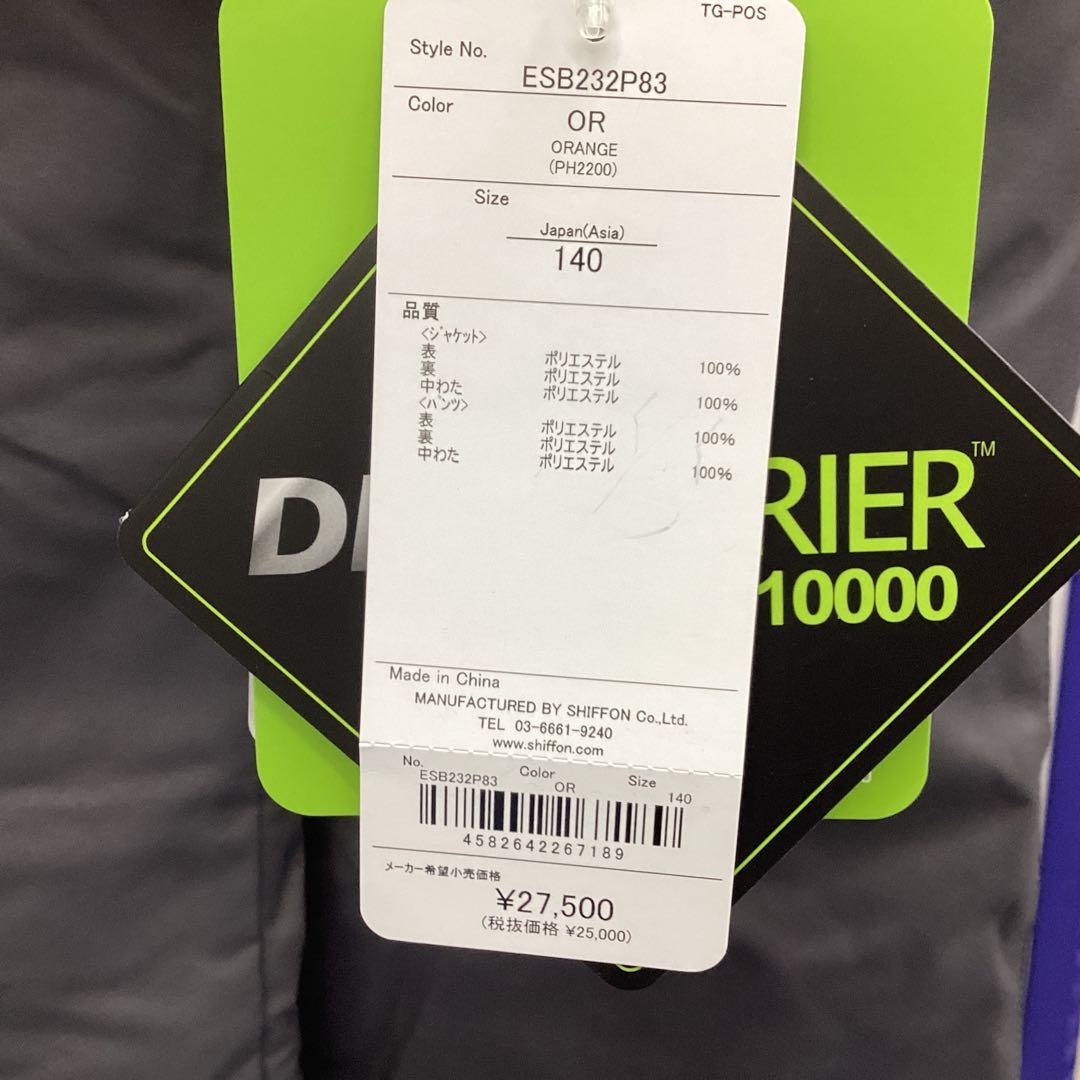 TG-POS
Style No.
ESB232P83
Color
OR
ORANGE
(PH2200)
Size
Japan(Asia)
140
品質
<ジャケット>
表 ポリエステル 100%
裏 ポリエステル
中わた ポリエステル 100%
<パンツ>
表 ポリエステル 100%
裏 ポリエステル
中わた ポリエステル 100%
RIER™
10000
Made in China
MANUFACTURED BY SHIFFON Co.,Ltd.
TEL 03-6661-9240
www.shiffon.com
No. Color Size
ESB232P83 OR 140
4582642267189
メーカー希望小売価格
¥27,500
(税抜価格 ¥25,000)